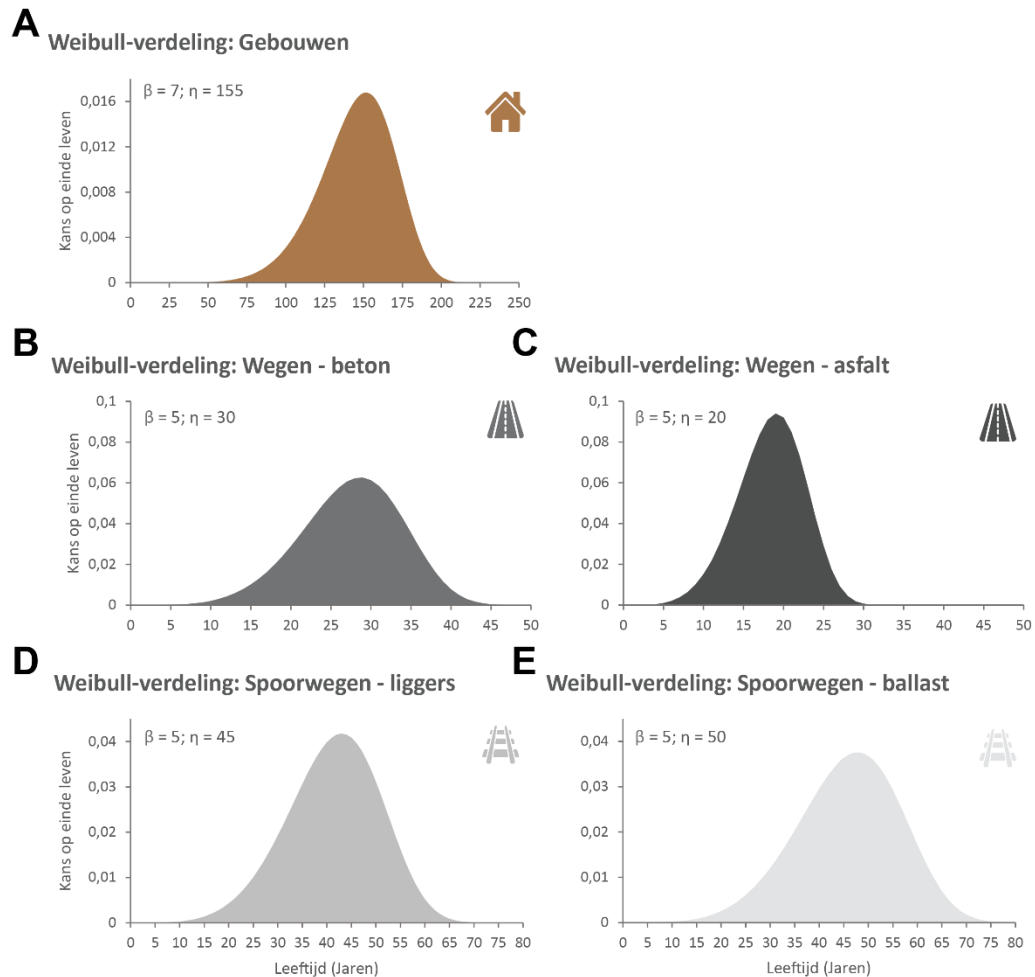 A
Weibull-verdeling: Gebouwen
β = 7; η = 155
Kans op einde leven
0,016
0,012
0,008
0,004
0
0 25 50 75 100 125 150 175 200 225 250
B
Weibull-verdeling: Wegen - beton
β = 5; η = 30
Kans op einde leven
0,1
0,08
0,06
0,04
0,02
0
0 5 10 15 20 25 30 35 40 45 50
C
Weibull-verdeling: Wegen - asfalt
β = 5; η = 20
0,1
0,08
0,06
0,04
0,02
0
0 5 10 15 20 25 30 35 40 45 50
D
Weibull-verdeling: Spoorwegen - liggers
β = 5; η = 45
Kans op einde leven
0,04
0,03
0,02
0,01
0
0 5 10 15 20 25 30 35 40 45 50 55 60 65 70 75 80
Leeftijd (Jaren)
E
Weibull-verdeling: Spoorwegen - ballast
β = 5; η = 50
0,04
0,03
0,02
0,01
0
0 5 10 15 20 25 30 35 40 45 50 55 60 65 70 75 80
Leeftijd (Jaren)